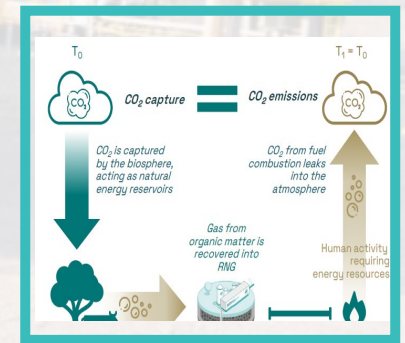 T₀
T₁ = T₀
CO₂
CO₂ capture
CO₂ emissions
CO₂
CO₂ is captured
by the biosphere,
acting as natural
energy reservoirs
CO₂ from fuel
combustion leaks
into the
atmosphere
Gas from
organic matter is
recovered into
RNG
Human activity
requiring
energy resources